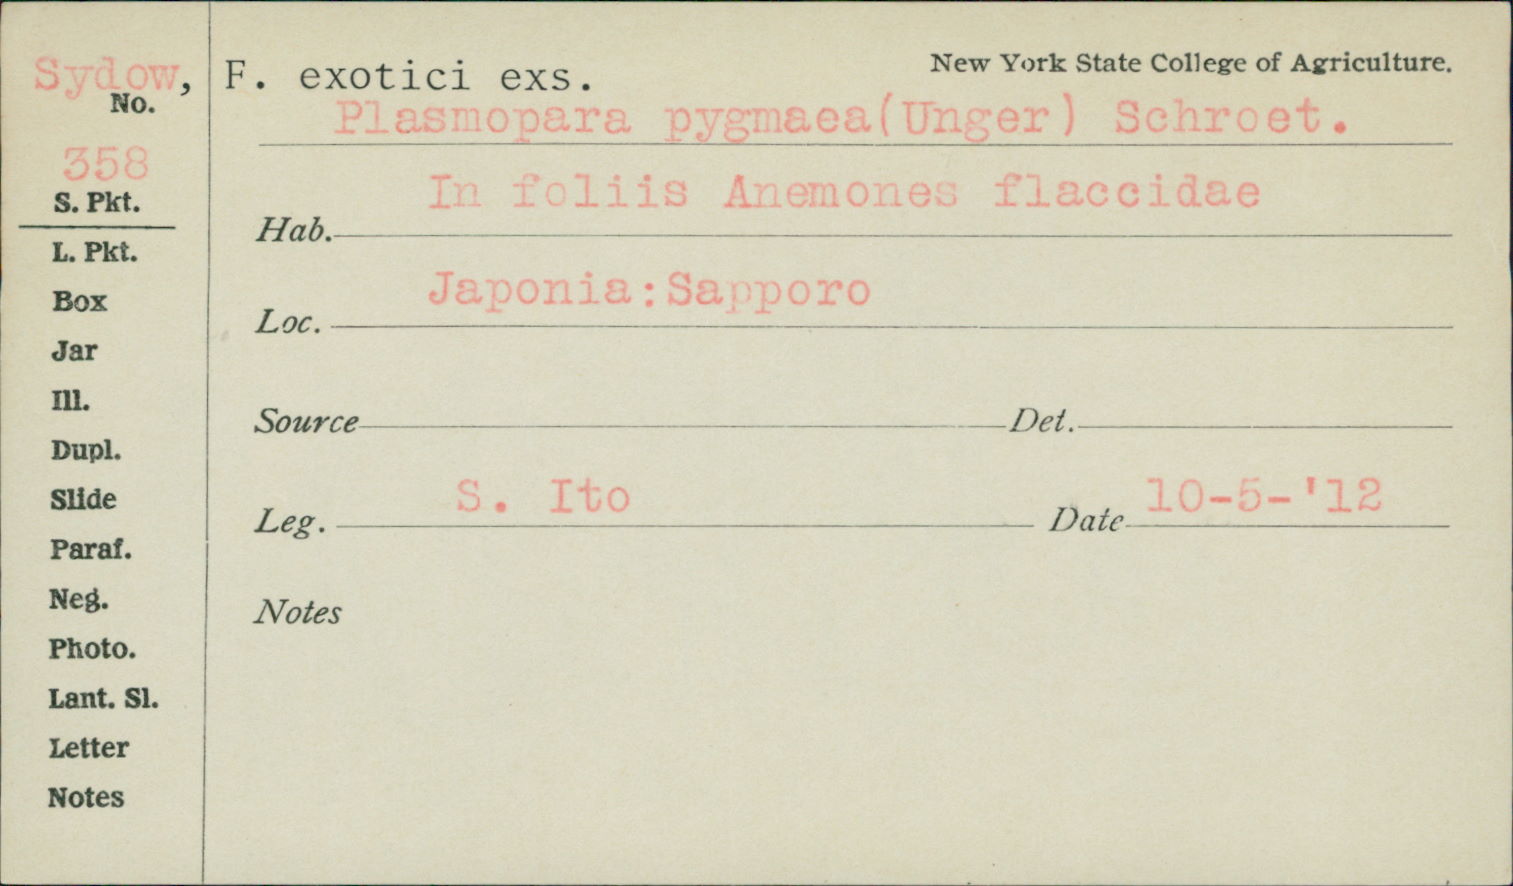 Sydow, F. exotici exs.
New York State College of Agriculture.
No.
Plasmopara pygmaea(Unger) Schroet.
358
S. Pkt.
In foliis Anemones flaccidae
Hab.
L. Pkt.
Box
Japonia:Sapporo
Loc.
Jar
Ill.
Source Det.
Dupl.
Slide
S. Ito 10-5-'12
Leg. Date
Paraf.
Neg.
Notes
Photo.
Lant. Sl.
Letter
Notes